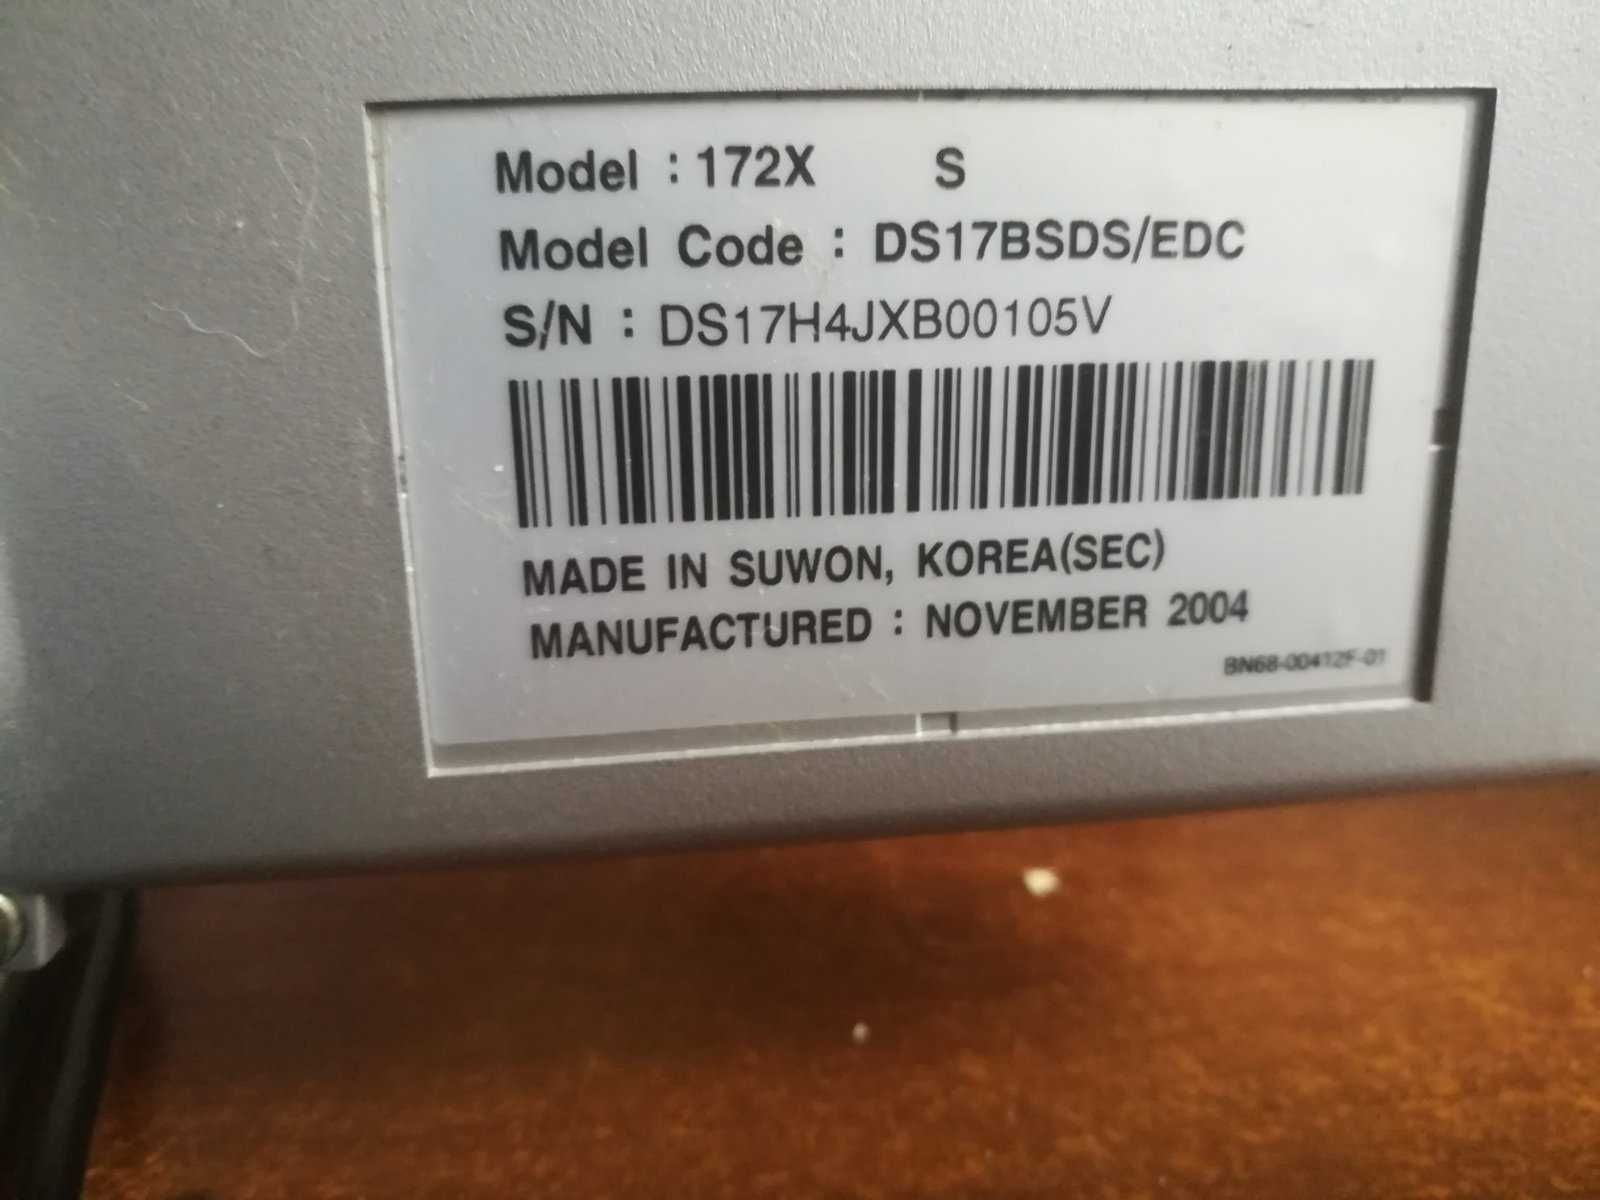 Model : 172X S
Model Code : DS17BSDS/EDC
S/N : DS17H4JXB00105V
MADE IN SUWON, KOREA(SEC)
MANUFACTURED : NOVEMBER 2004
BN68-00412F-01